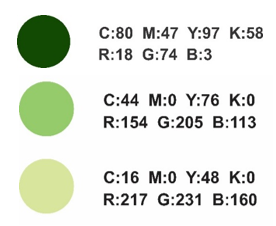 C:80 M:47 Y:97 K:58
R:18 G:74 B:3
C:44 M:0 Y:76 K:0
R:154 G:205 B:113
C:16 M:0 Y:48 K:0
R:217 G:231 B:160